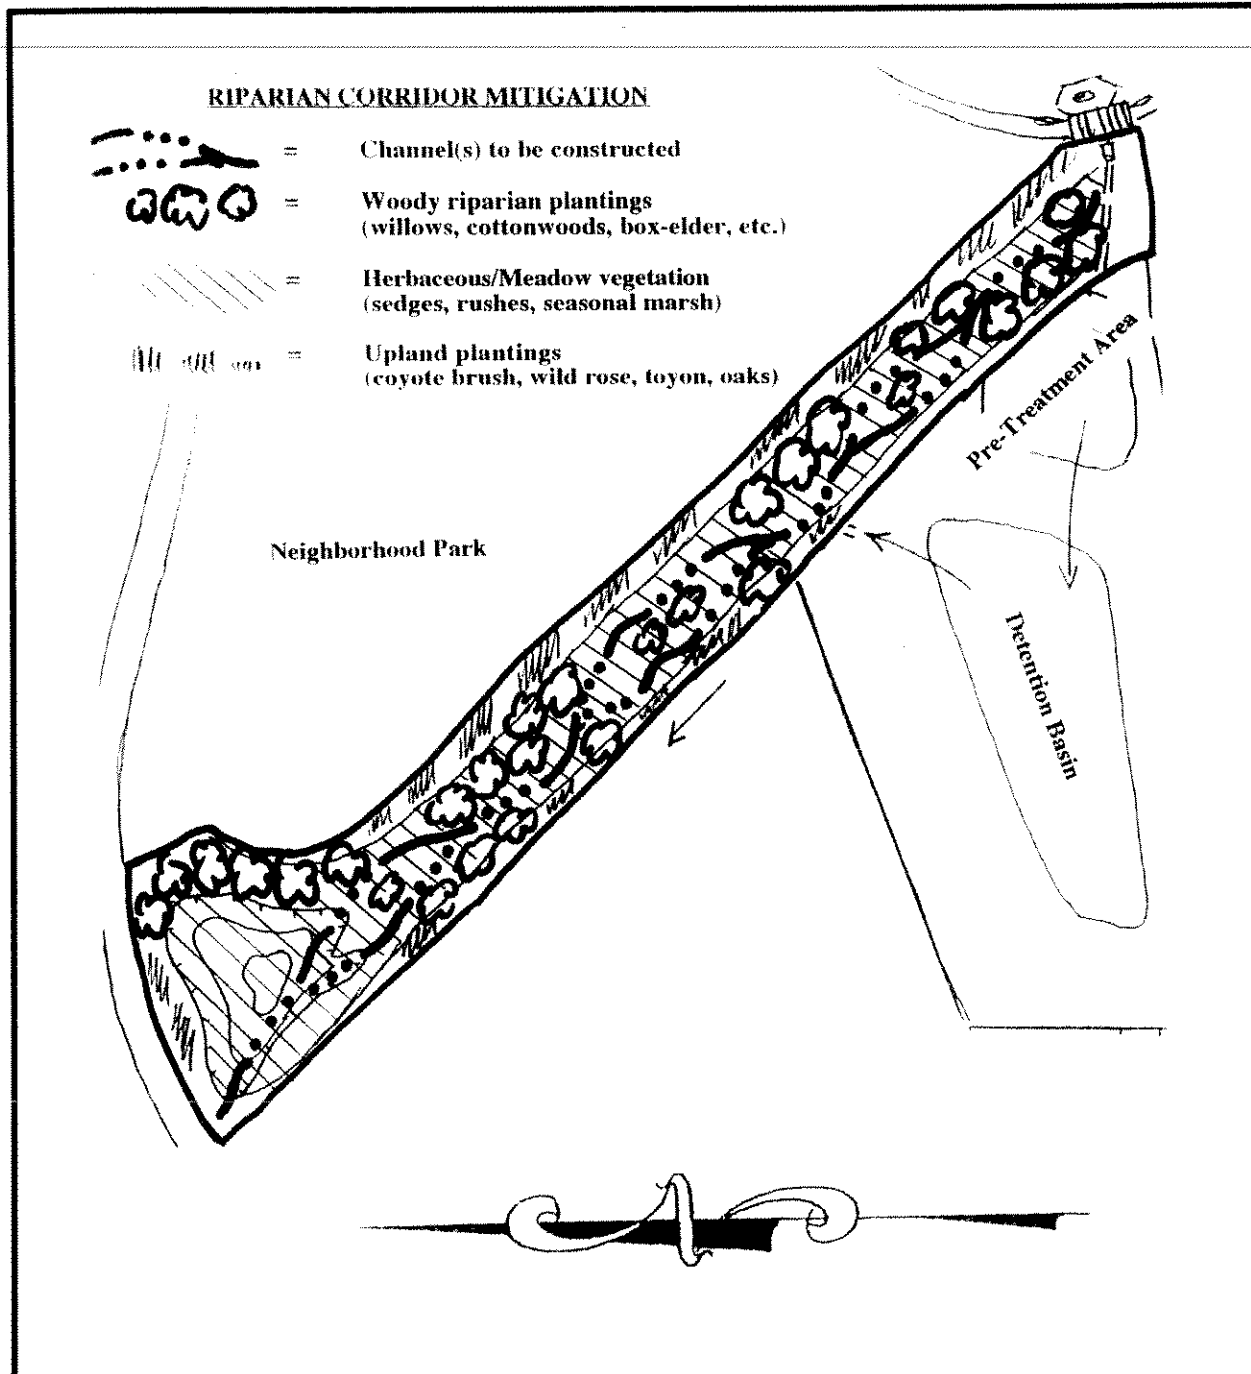 RIPARIAN CORRIDOR MITIGATION
= Channel(s) to be constructed
= Woody riparian plantings
(willows, cottonwoods, box-elder, etc.)
= Herbaceous/Meadow vegetation
(sedges, rushes, seasonal marsh)
= Upland plantings
(coyote brush, wild rose, toyon, oaks)
Pre-Treatment Area
Neighborhood Park
Detention Basin